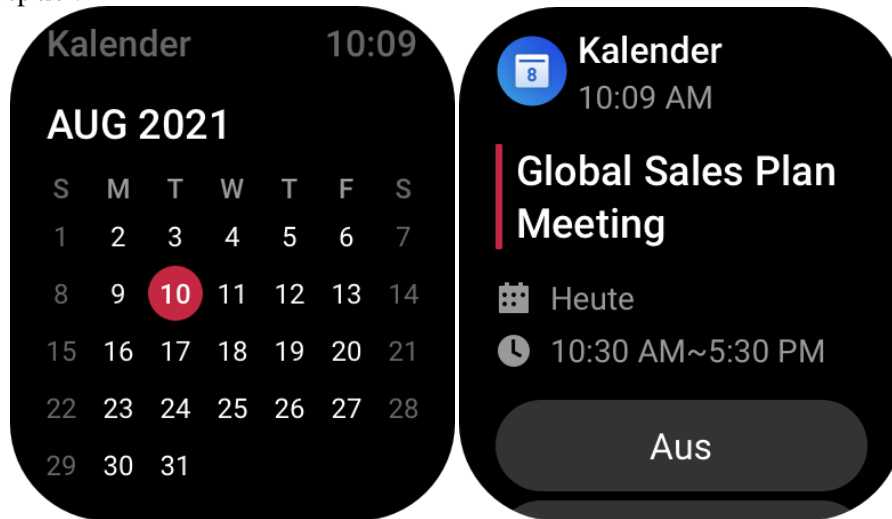 Kalender 10:09
AUG 2021
S M T W T F S
1 2 3 4 5 6 7
8 9 10 11 12 13 14
15 16 17 18 19 20 21
22 23 24 25 26 27 28
29 30 31
8
Kalender
10:09 AM
Global Sales Plan
Meeting
Heute
10:30 AM~5:30 PM
Aus